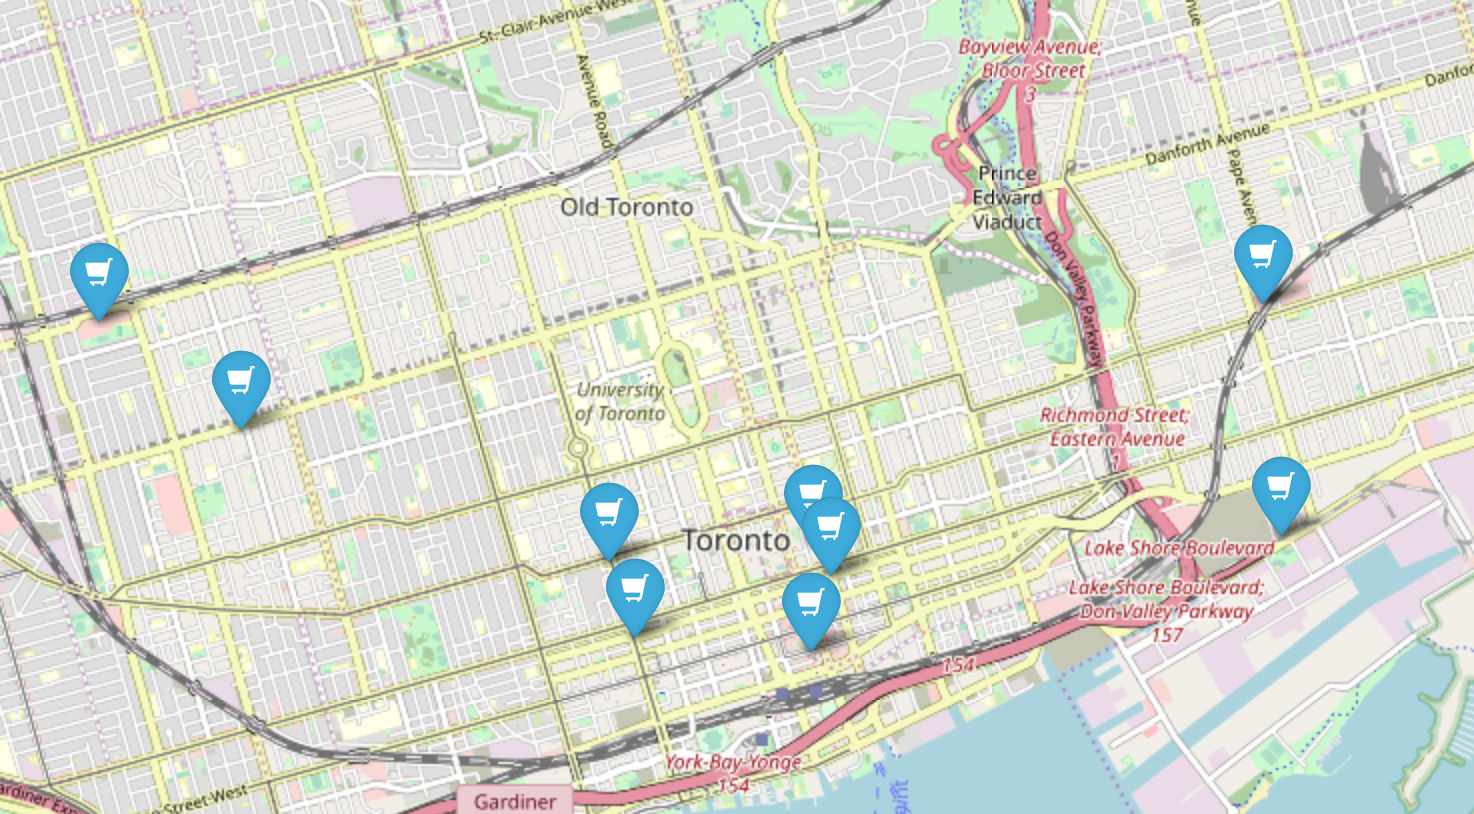 St. Clair Avenue West
Avenue Road
Bayview Avenue;
Bloor Street
3
Danforth Avenue
Pape Aven
Danfor
nue
Prince
Edward
Viaduct
Old Toronto
Don Valley Parkway
University
of Toronto
Richmond Street;
Eastern Avenue
1
Toronto
Lake Shore Boulevard
Lake Shore Boulevard;
Don Valley Parkway
157
154
York-Bay-Yonge
154
Gardiner
ardiner Exp
Street West